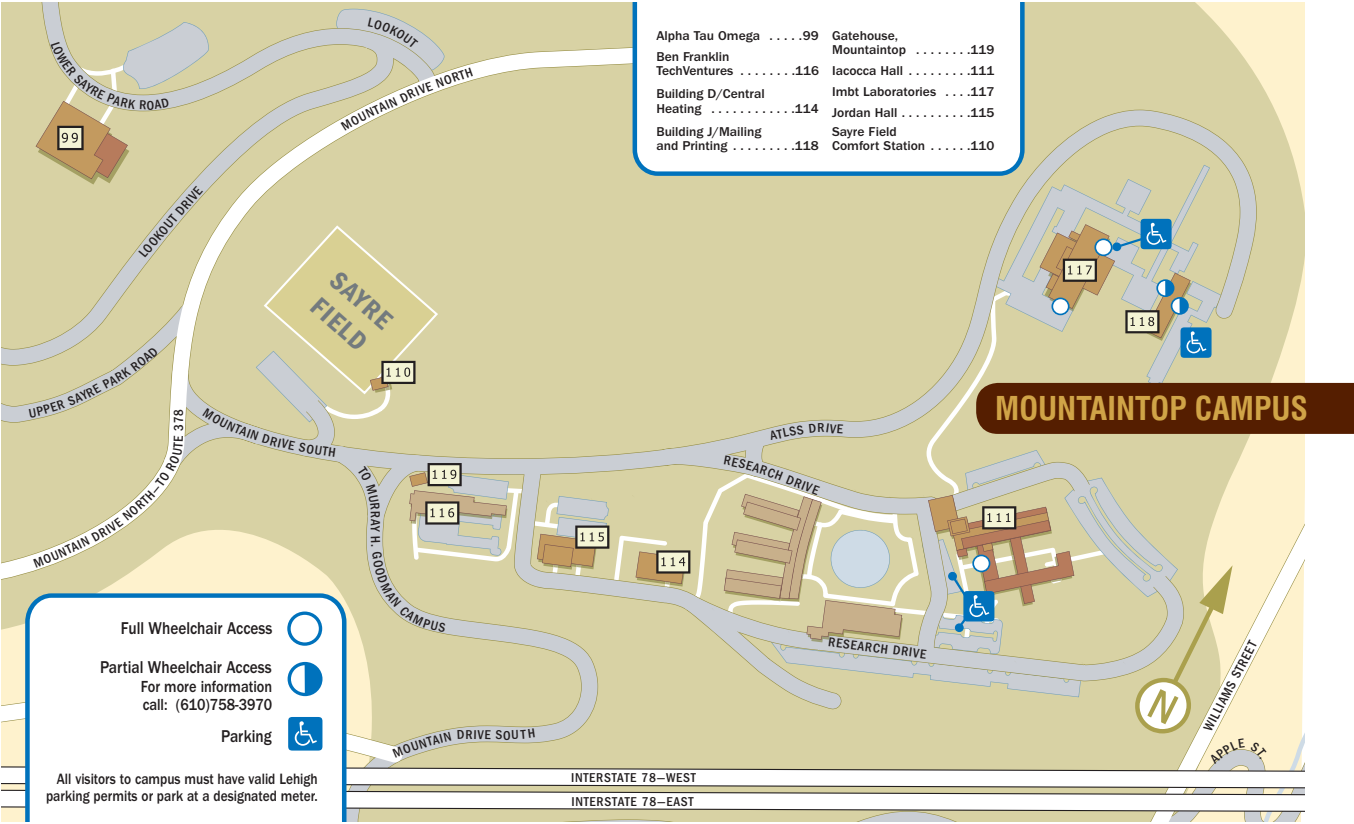 Alpha Tau Omega . . . . .99
Ben Franklin
TechVentures . . . . . . . .116
Building D/Central
Heating . . . . . . . . . . . .114
Building J/Mailing
and Printing . . . . . . . . .118
Gatehouse,
Mountaintop . . . . . . . .119
Iacocca Hall . . . . . . . . .111
Imbt Laboratories . . . .117
Jordan Hall . . . . . . . . . .115
Sayre Field
Comfort Station . . . . . .110
LOOKOUT
LOWER SAYRE PARK ROAD
MOUNTAIN DRIVE NORTH
99
LOOKOUT DRIVE
SAYRE
FIELD
117
118
110
UPPER SAYRE PARK ROAD
MOUNTAINTOP CAMPUS
MOUNTAIN DRIVE SOUTH
ATLSS DRIVE
RESEARCH DRIVE
MOUNTAIN DRIVE NORTH—TO ROUTE 378
TO MURRAY H. GOODMAN CAMPUS
119
116
111
115
114
RESEARCH DRIVE
N
WILLIAMS STREET
APPLE ST.
MOUNTAIN DRIVE SOUTH
INTERSTATE 78—WEST
INTERSTATE 78—EAST
Full Wheelchair Access
Partial Wheelchair Access
For more information
call: (610)758-3970
Parking
All visitors to campus must have valid Lehigh
parking permits or park at a designated meter.